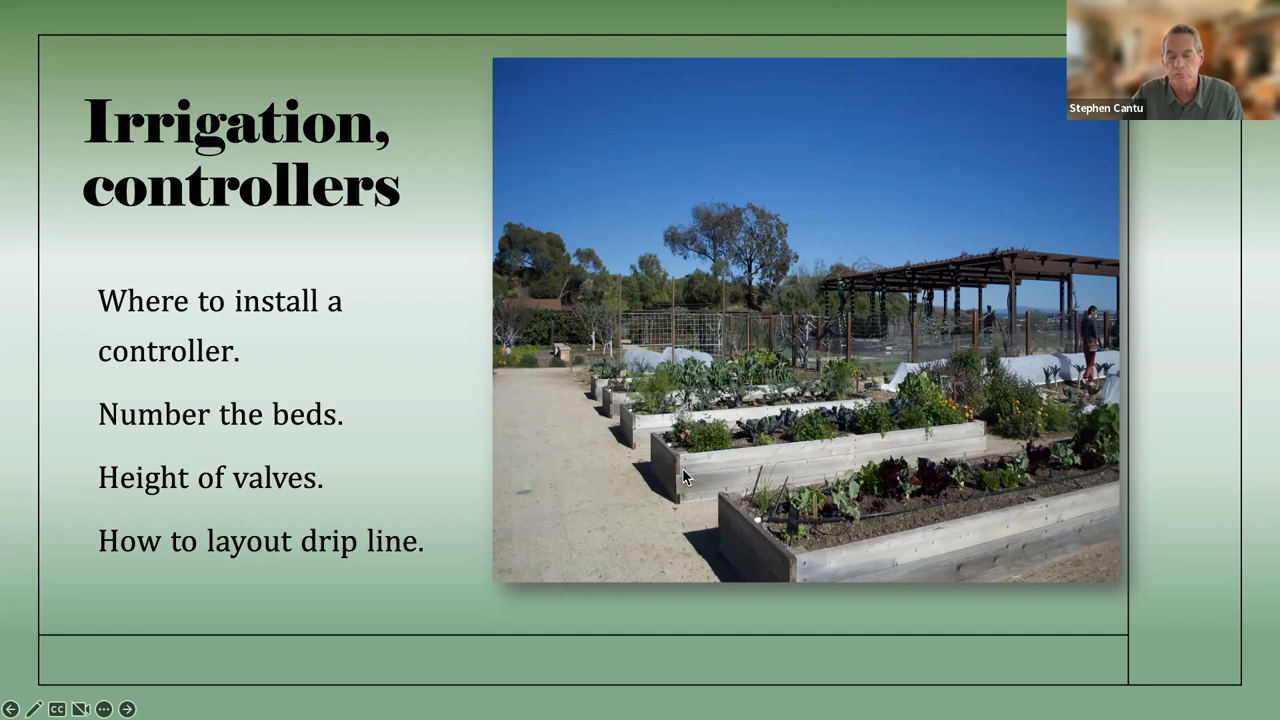 Irrigation,
controllers
Where to install a
controller.
Number the beds.
Height of valves.
How to layout drip line.
Stephen Cantu
CC